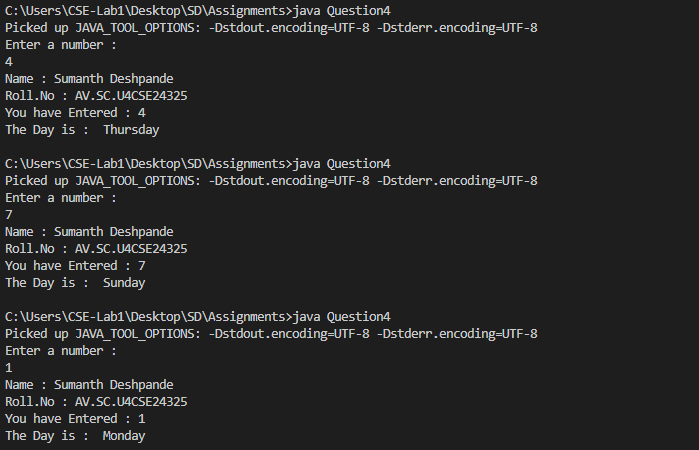 C:\Users\CSE-Lab1\Desktop\SD\Assignments>java Question4
Picked up JAVA_TOOL_OPTIONS: -Dstdout.encoding=UTF-8 -Dstderr.encoding=UTF-8
Enter a number :
4
Name : Sumanth Deshpande
Roll.No : AV.SC.U4CSE24325
You have Entered : 4
The Day is :  Thursday

C:\Users\CSE-Lab1\Desktop\SD\Assignments>java Question4
Picked up JAVA_TOOL_OPTIONS: -Dstdout.encoding=UTF-8 -Dstderr.encoding=UTF-8
Enter a number :
7
Name : Sumanth Deshpande
Roll.No : AV.SC.U4CSE24325
You have Entered : 7
The Day is :  Sunday

C:\Users\CSE-Lab1\Desktop\SD\Assignments>java Question4
Picked up JAVA_TOOL_OPTIONS: -Dstdout.encoding=UTF-8 -Dstderr.encoding=UTF-8
Enter a number :
1
Name : Sumanth Deshpande
Roll.No : AV.SC.U4CSE24325
You have Entered : 1
The Day is :  Monday